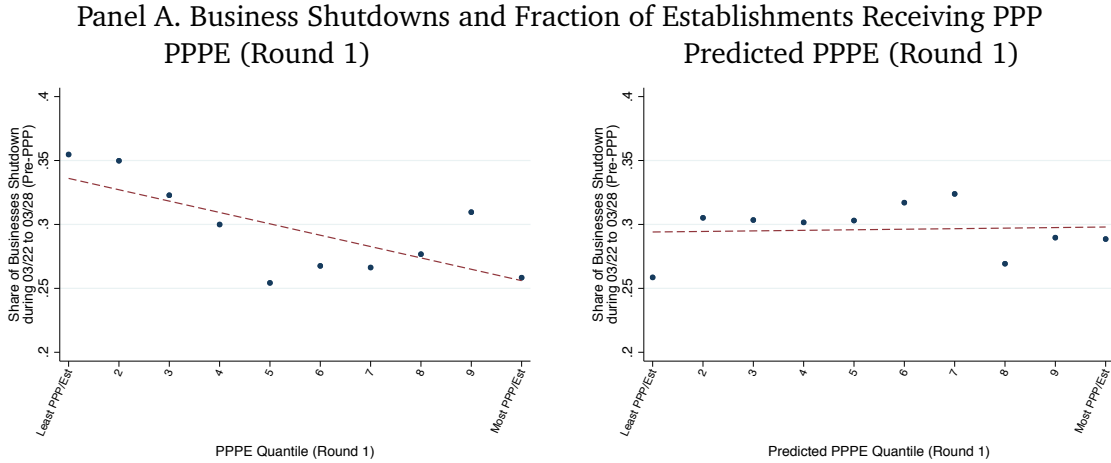 Panel A. Business Shutdowns and Fraction of Establishments Receiving PPP
PPPE (Round 1)
Predicted PPPE (Round 1)
Share of Businesses Shutdown
during 03/22 to 03/28 (Pre-PPP)
.4
.35
.3
.25
.2
Least PPP/Est
2
3
4
5
6
7
8
9
Most PPP/Est
PPPE Quantile (Round 1)
Share of Businesses Shutdown
during 03/22 to 03/28 (Pre-PPP)
.4
.35
.3
.25
.2
Least PPP/Est
2
3
4
5
6
7
8
9
Most PPP/Est
Predicted PPPE Quantile (Round 1)